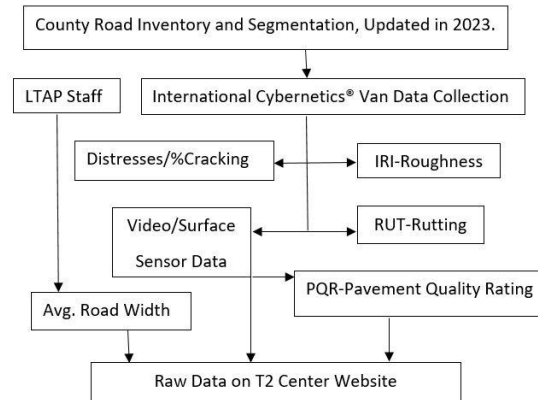 County Road Inventory and Segmentation, Updated in 2023.
LTAP Staff
International Cybernetics® Van Data Collection
Distresses/%Cracking
IRI-Roughness
Video/Surface
Sensor Data
RUT-Rutting
PQR-Pavement Quality Rating
Avg. Road Width
Raw Data on T2 Center Website